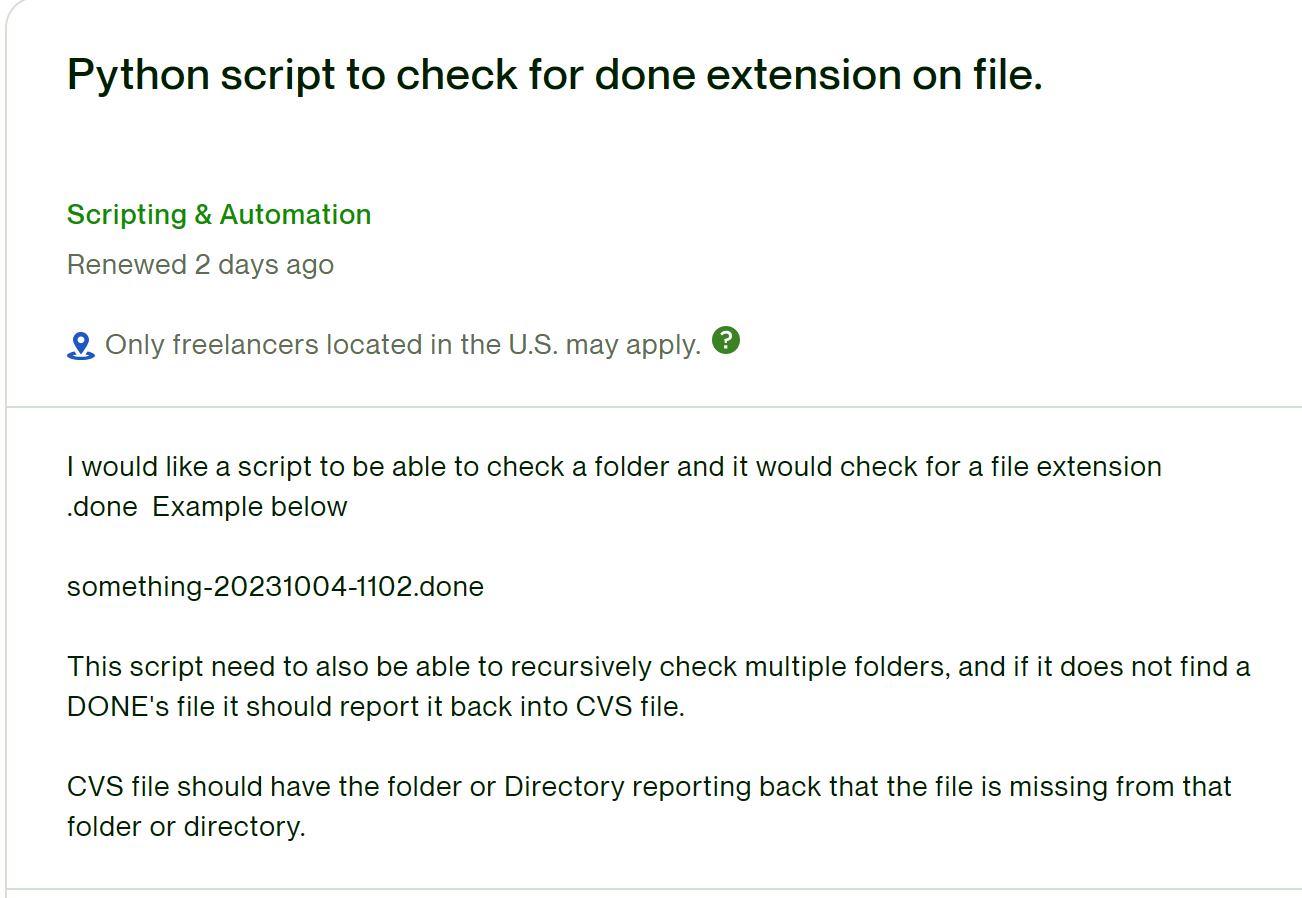 Python script to check for done extension on file.
Scripting & Automation
Renewed 2 days ago
Only freelancers located in the U.S. may apply. ?
I would like a script to be able to check a folder and it would check for a file extension
.done  Example below
something-20231004-1102.done
This script need to also be able to recursively check multiple folders, and if it does not find a
DONE's file it should report it back into CVS file.
CVS file should have the folder or Directory reporting back that the file is missing from that
folder or directory.